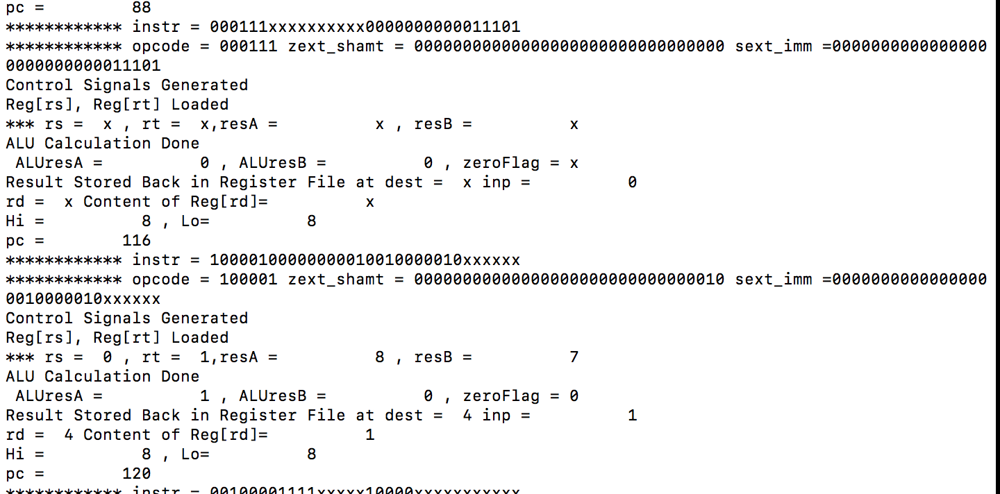 pc =         88
************ instr = 000111xxxxxxxxxx0000000000011101
************ opcode = 000111 zext_shamt = 00000000000000000000000000000000 sext_imm =0000000000000000
0000000000011101
Control Signals Generated
Reg[rs], Reg[rt] Loaded
*** rs =  x , rt =  x,resA =          x , resB =          x
ALU Calculation Done
 ALUresA =          0 , ALUresB =          0 , zeroFlag = x
Result Stored Back in Register File at dest =  x inp =          0
rd =  x Content of Reg[rd]=          x
Hi =          8 , Lo=          8
pc =        116
************ instr = 10000100000000010010000010xxxxxx
************ opcode = 100001 zext_shamt = 00000000000000000000000000000010 sext_imm =0000000000000000
0010000010xxxxxx
Control Signals Generated
Reg[rs], Reg[rt] Loaded
*** rs =  0 , rt =  1,resA =          8 , resB =          7
ALU Calculation Done
 ALUresA =          1 , ALUresB =          0 , zeroFlag = 0
Result Stored Back in Register File at dest =  4 inp =          1
rd =  4 Content of Reg[rd]=          1
Hi =          8 , Lo=          8
pc =        120
************ instr = 00100001111xxxxx10000xxxxxxxxxxx